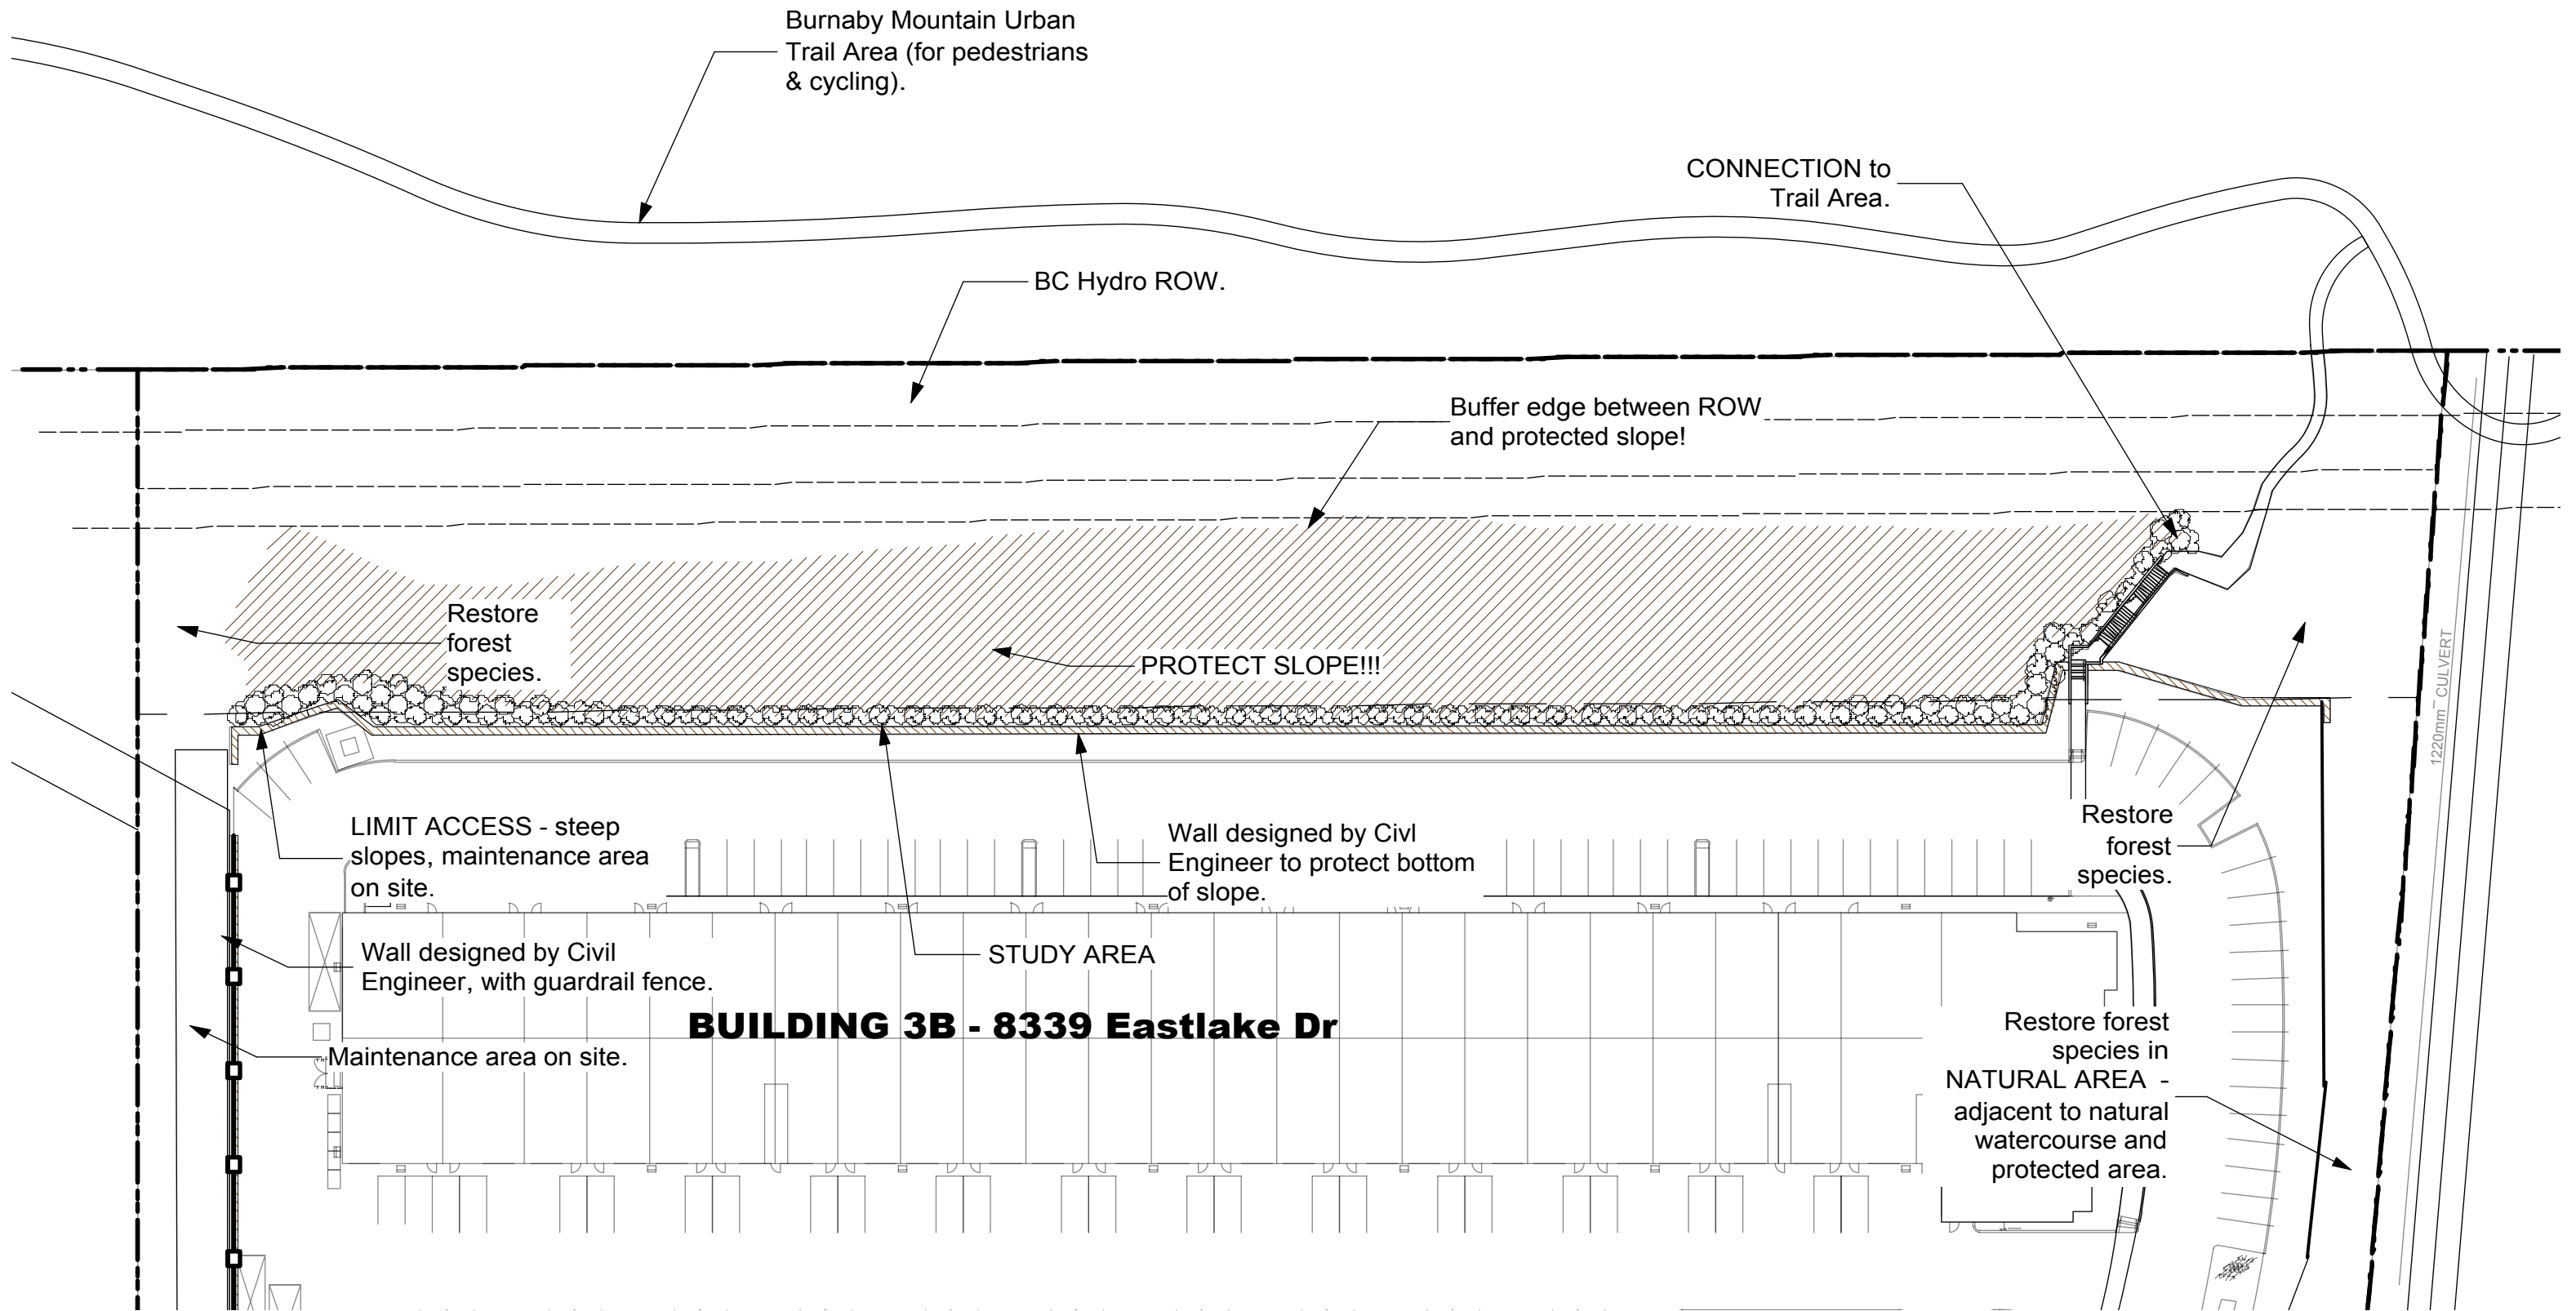 Burnaby Mountain Urban
Trail Area (for pedestrians
& cycling).
CONNECTION to
Trail Area.
BC Hydro ROW.
Buffer edge between ROW
and protected slope!
Restore
forest
species.
PROTECT SLOPE!!!
1220mm CULVERT
LIMIT ACCESS - steep
slopes, maintenance area
on site.
Wall designed by Civl
Engineer to protect bottom
of slope.
Restore
forest
species.
Wall designed by Civil
Engineer, with guardrail fence.
STUDY AREA
BUILDING 3B - 8339 Eastlake Dr
Maintenance area on site.
Restore forest
species in
NATURAL AREA -
adjacent to natural
watercourse and
protected area.